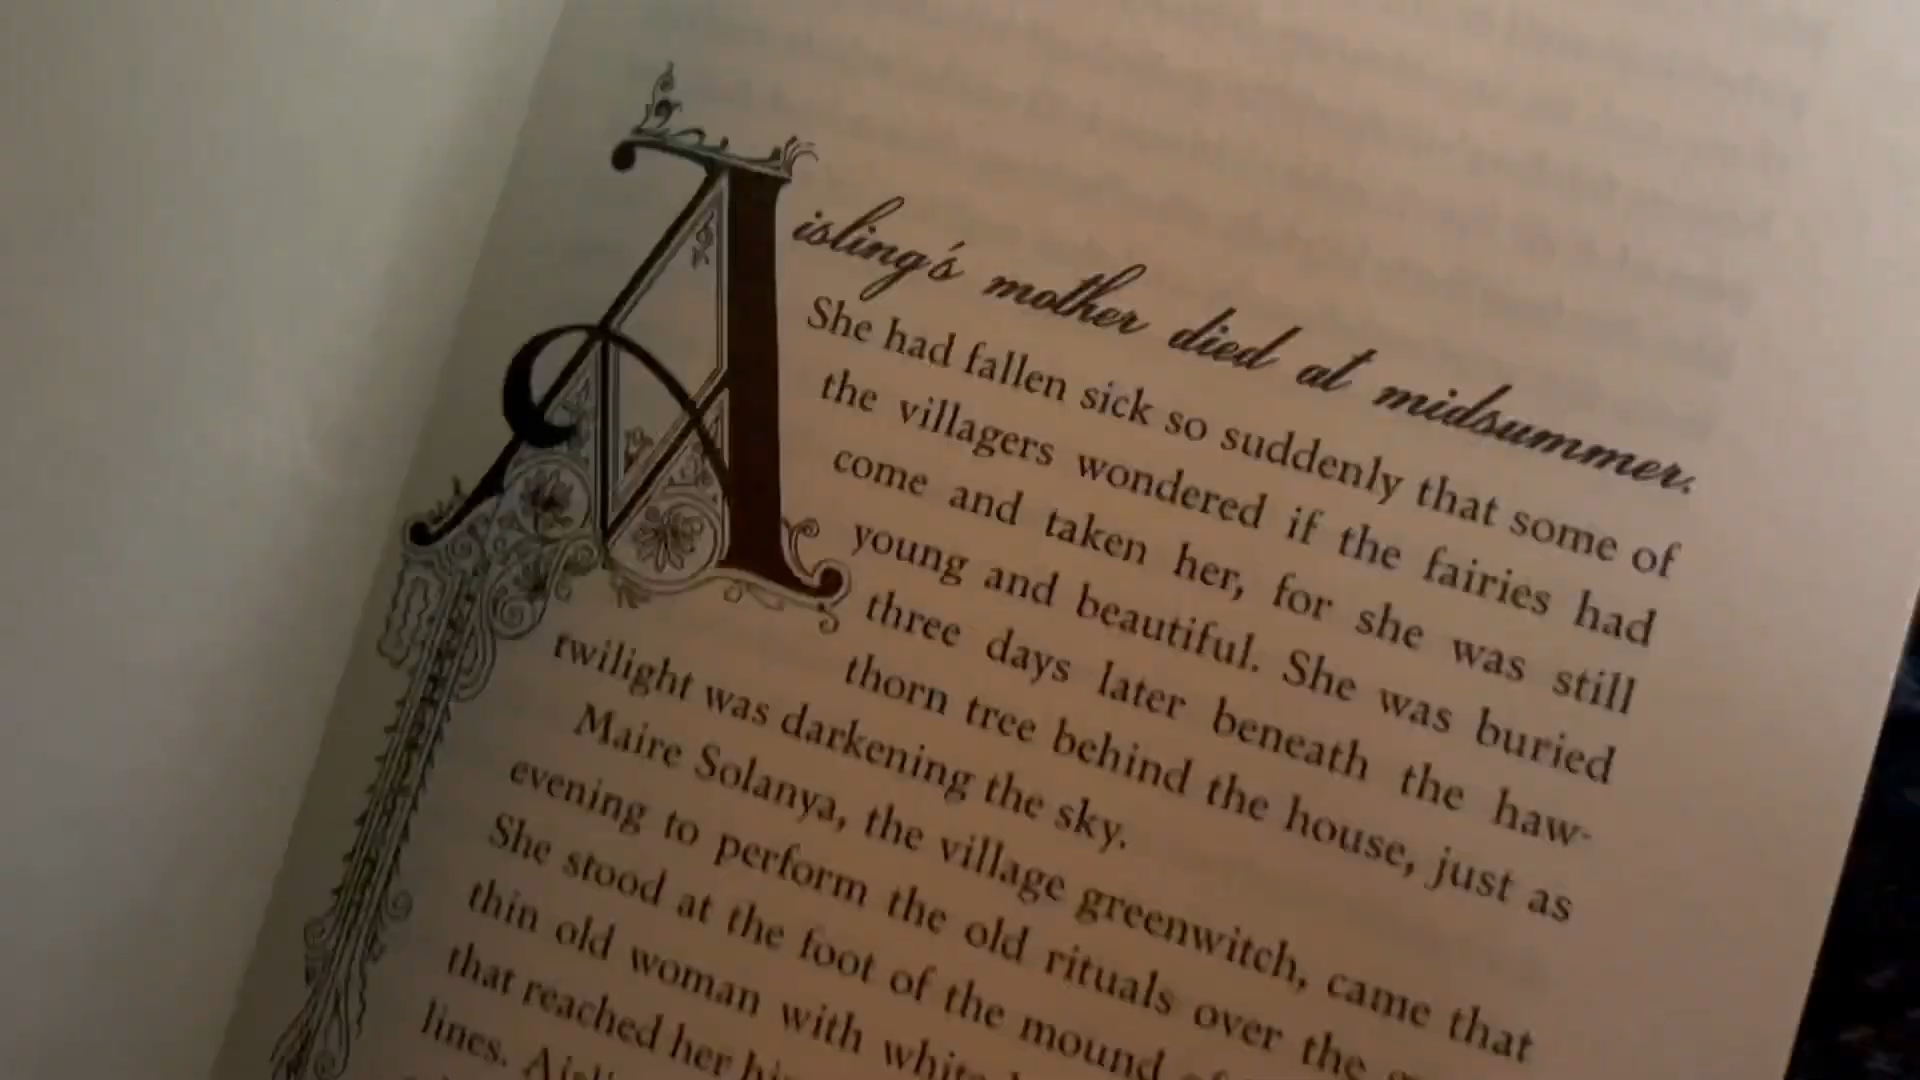 Aisling's mother died at midsummer.
She had fallen sick so suddenly that some of
the villagers wondered if the fairies had
come and taken her, for she was still
young and beautiful. She was buried
three days later beneath the haw-
thorn tree behind the house, just as
twilight was darkening the sky.
Maire Solanya, the village greenwitch, came that
evening to perform the old rituals over the
She stood at the foot of the mound of
thin old woman with white
that reached her
lines.